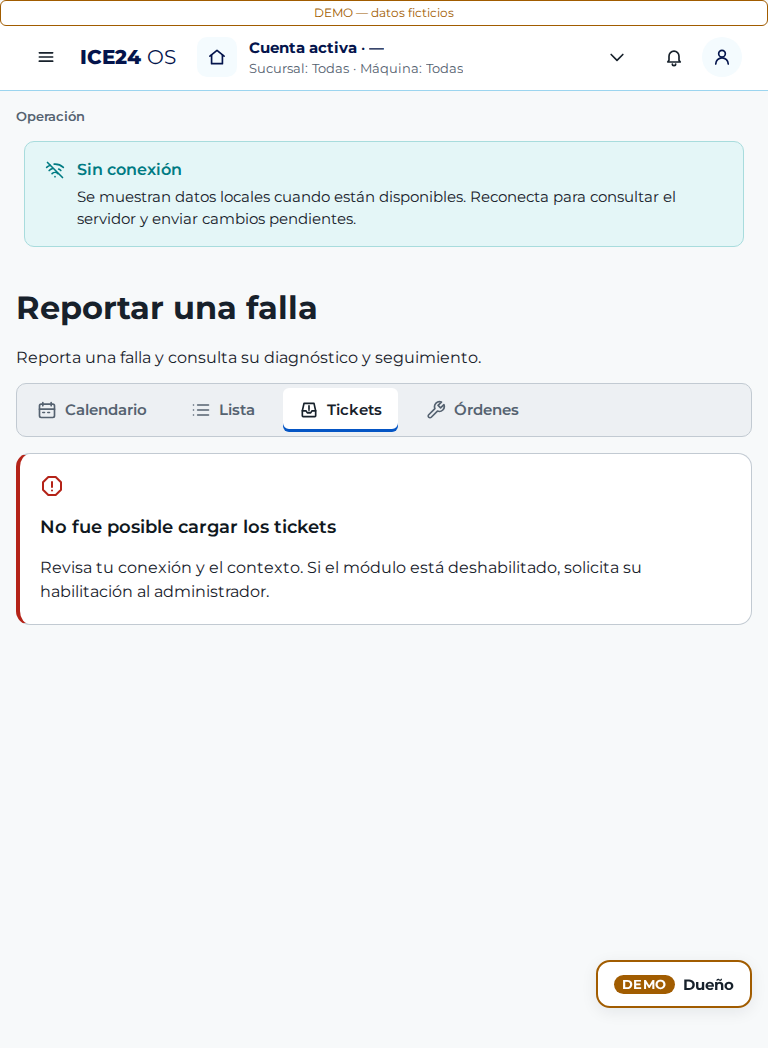 DEMO — datos ficticios
ICE24 OS
Cuenta activa · —
Sucursal: Todas · Máquina: Todas
Operación
Sin conexión
Se muestran datos locales cuando están disponibles. Reconecta para consultar el
servidor y enviar cambios pendientes.
Reportar una falla
Reporta una falla y consulta su diagnóstico y seguimiento.
Calendario
Lista
Tickets
Órdenes
No fue posible cargar los tickets
Revisa tu conexión y el contexto. Si el módulo está deshabilitado, solicita su
habilitación al administrador.
DEMO Dueño